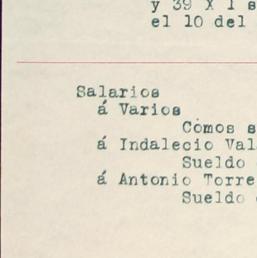 y 39 X 1 s
el 10 del
Salarios
á Varios
Cómos s
á Indalecio Val
Sueldo
á Antonio Torre
Sueldo